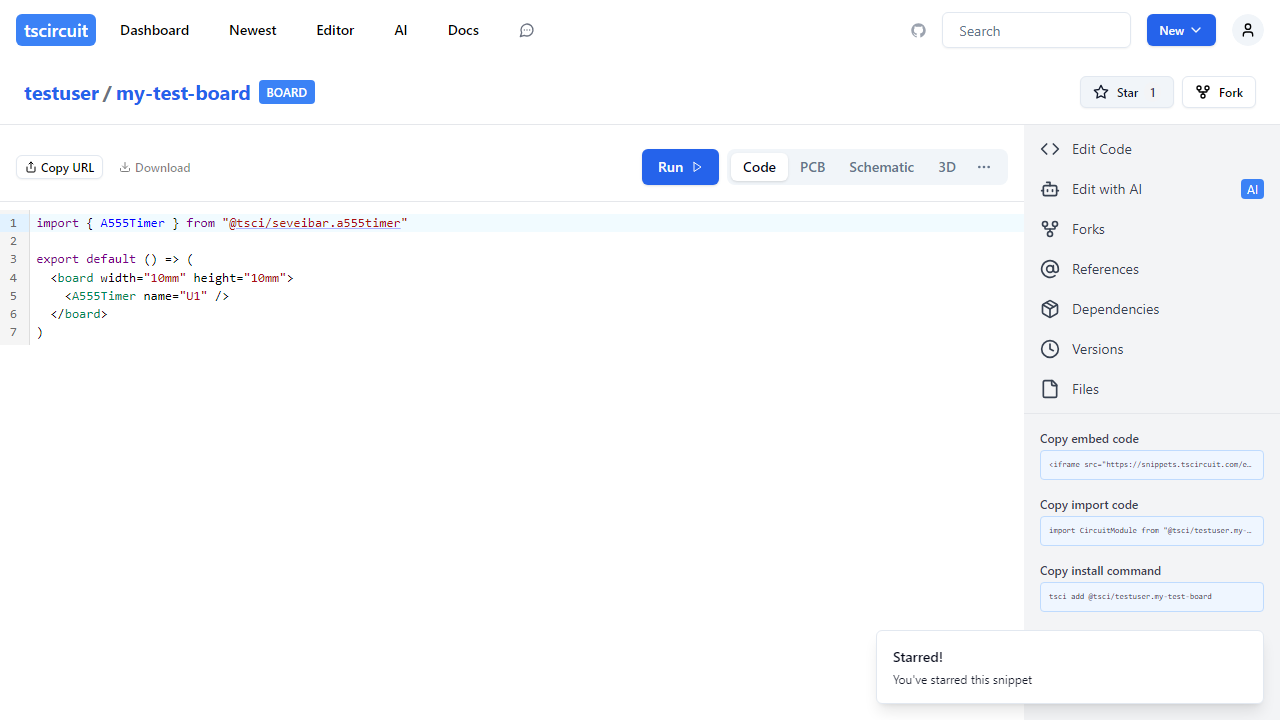 tscircuit Dashboard Newest Editor AI Docs Search New
testuser / my-test-board BOARD Star 1 Fork
Copy URL Download Run Code PCB Schematic 3D ...
1 import { A555Timer } from "@tsci/seveibar.a555timer"
2
3 export default () => (
4 <board width="10mm" height="10mm">
5 <A555Timer name="U1" />
6 </board>
7 )
Edit Code
Edit with AI AI
Forks
References
Dependencies
Versions
Files
Copy embed code
<iframe src="https://snippets.tscircuit.com/e...
Copy import code
import CircuitModule from "@tsci/testuser.my-...
Copy install command
tsci add @tsci/testuser.my-test-board
Starred!
You've starred this snippet